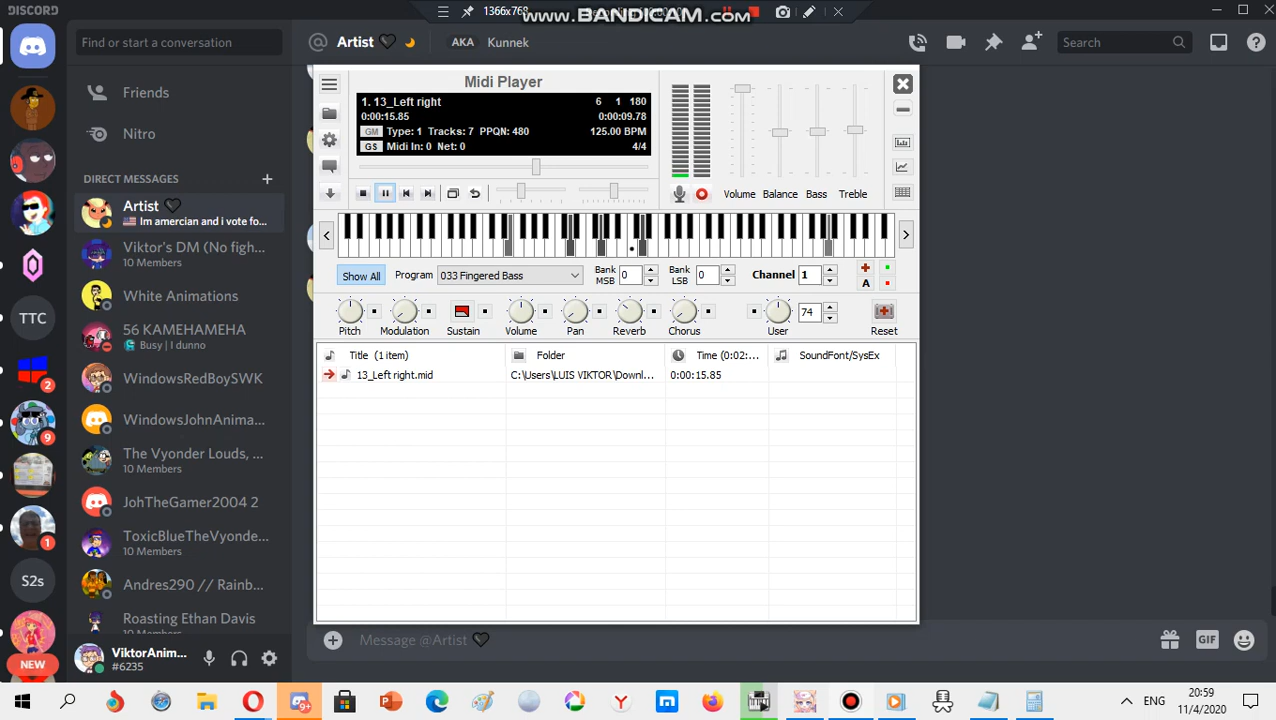 DISCORD
1366x768
www.BANDICAM.com
Find or start a conversation
@ Artist 🖤 🌙 AKA Kunnek
Search
Friends
Nitro
DIRECT MESSAGES +
Artist 🖤
🇺🇸 Im amercian and i vote fo...
Viktor's DM (No figh...
10 Members
White Animations
56 KAMEHAMEHA
Busy | I dunno
WindowsRedBoySWK
WindowsJohnAnima...
The Vyonder Louds, ...
10 Members
JohTheGamer2004 2
ToxicBlueTheVyonde...
10 Members
Andres290 // Rainb...
Roasting Ethan Davis
10 Members
ViktorAnim...
#6235
TTC
2
9
1
S2s
NEW
Midi Player
1. 13_Left right 6 1 180
0:00:15.85 0:00:09.78
GM Type: 1 Tracks: 7 PPQN: 480 125.00 BPM
GS Midi In: 0 Net: 0 4/4
Volume Balance Bass Treble
Show All Program 033 Fingered Bass Bank MSB 0 Bank LSB 0 Channel 1
A
Pitch Modulation Sustain Volume Pan Reverb Chorus User 74 Reset
Title (1 item) Folder Time (0:02:... SoundFont/SysEx
13_Left right.mid C:\Users\LUIS VIKTOR\Downl... 0:00:15.85
Message @Artist 🖤
GIF
9+
ENG
20:59
11/4/2020